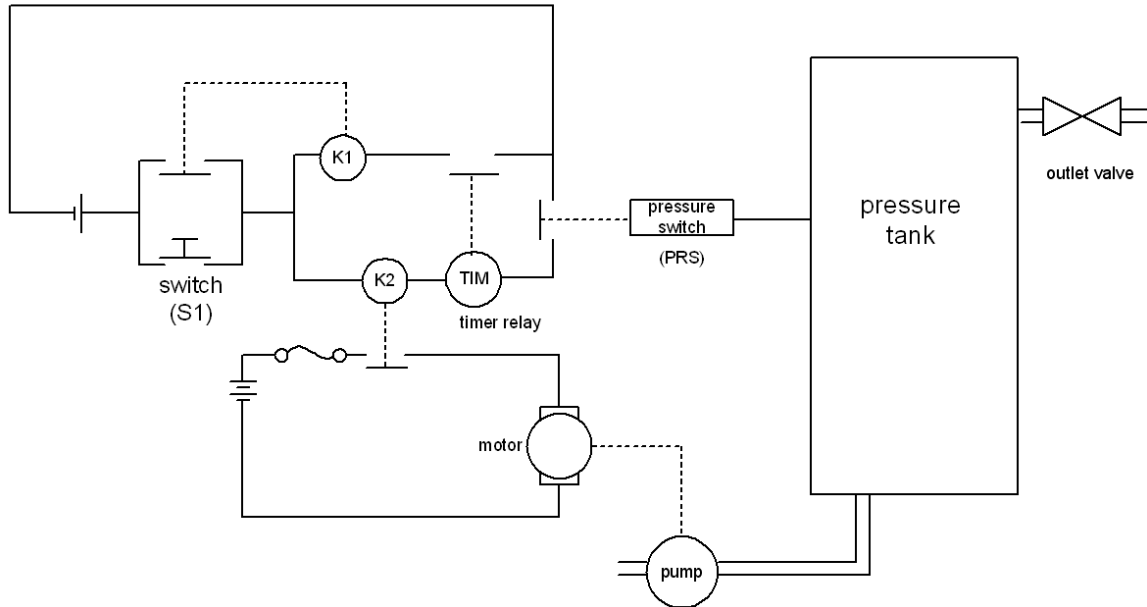 K1
outlet valve
pressure
switch
(PRS)
pressure
tank
switch
(S1)
K2
TIM
timer relay
motor
pump